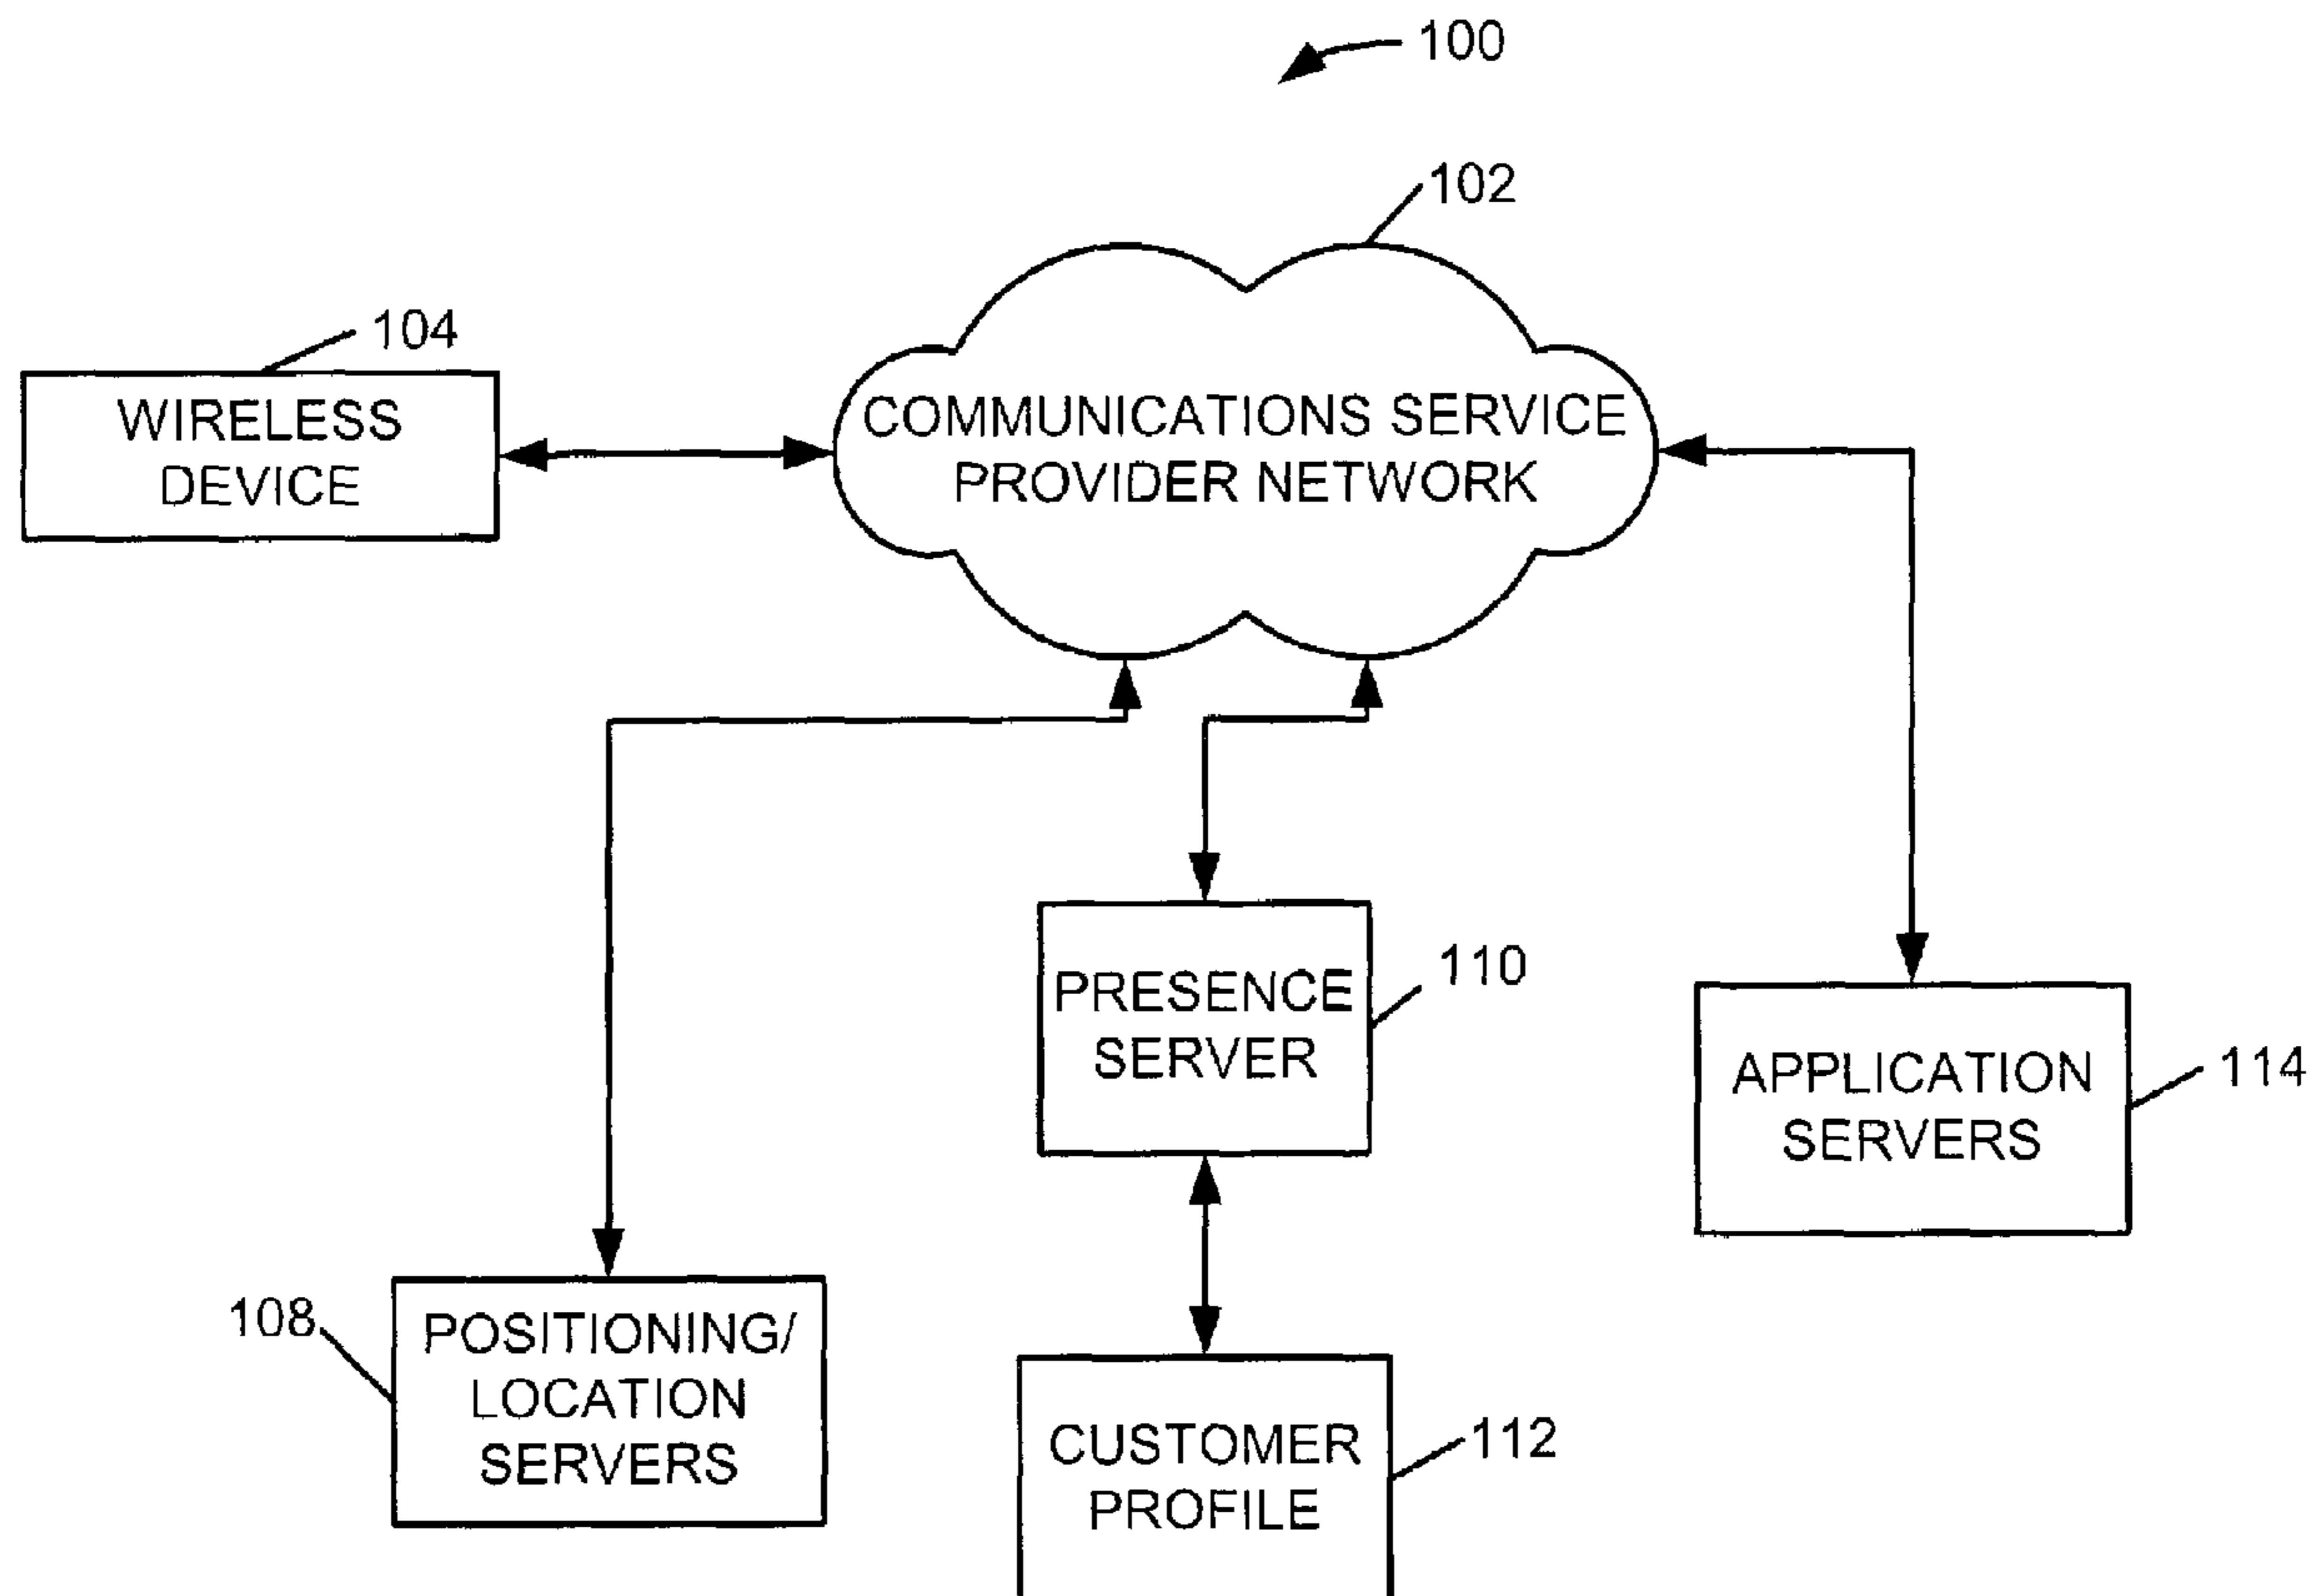 100
102
104
WIRELESS
DEVICE
COMMUNICATIONS SERVICE
PROVIDER NETWORK
PRESENCE
SERVER
110
APPLICATION
SERVERS
114
108
POSITIONING/
LOCATION
SERVERS
CUSTOMER
PROFILE
112